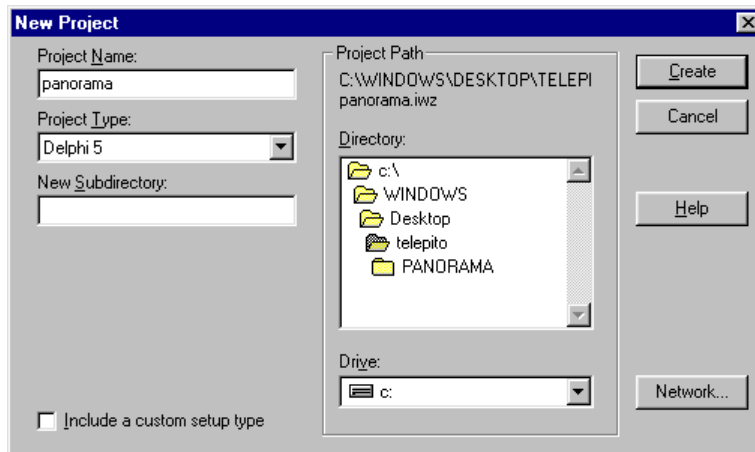 New Project
Project Name:
panorama
Project Type:
Delphi 5
New Subdirectory:
Include a custom setup type
Project Path
C:\WINDOWS\DESKTOP\TELEPI
panorama.iwz
Directory:
c:\
WINDOWS
Desktop
telepito
PANORAMA
Drive:
c:
Create
Cancel
Help
Network...